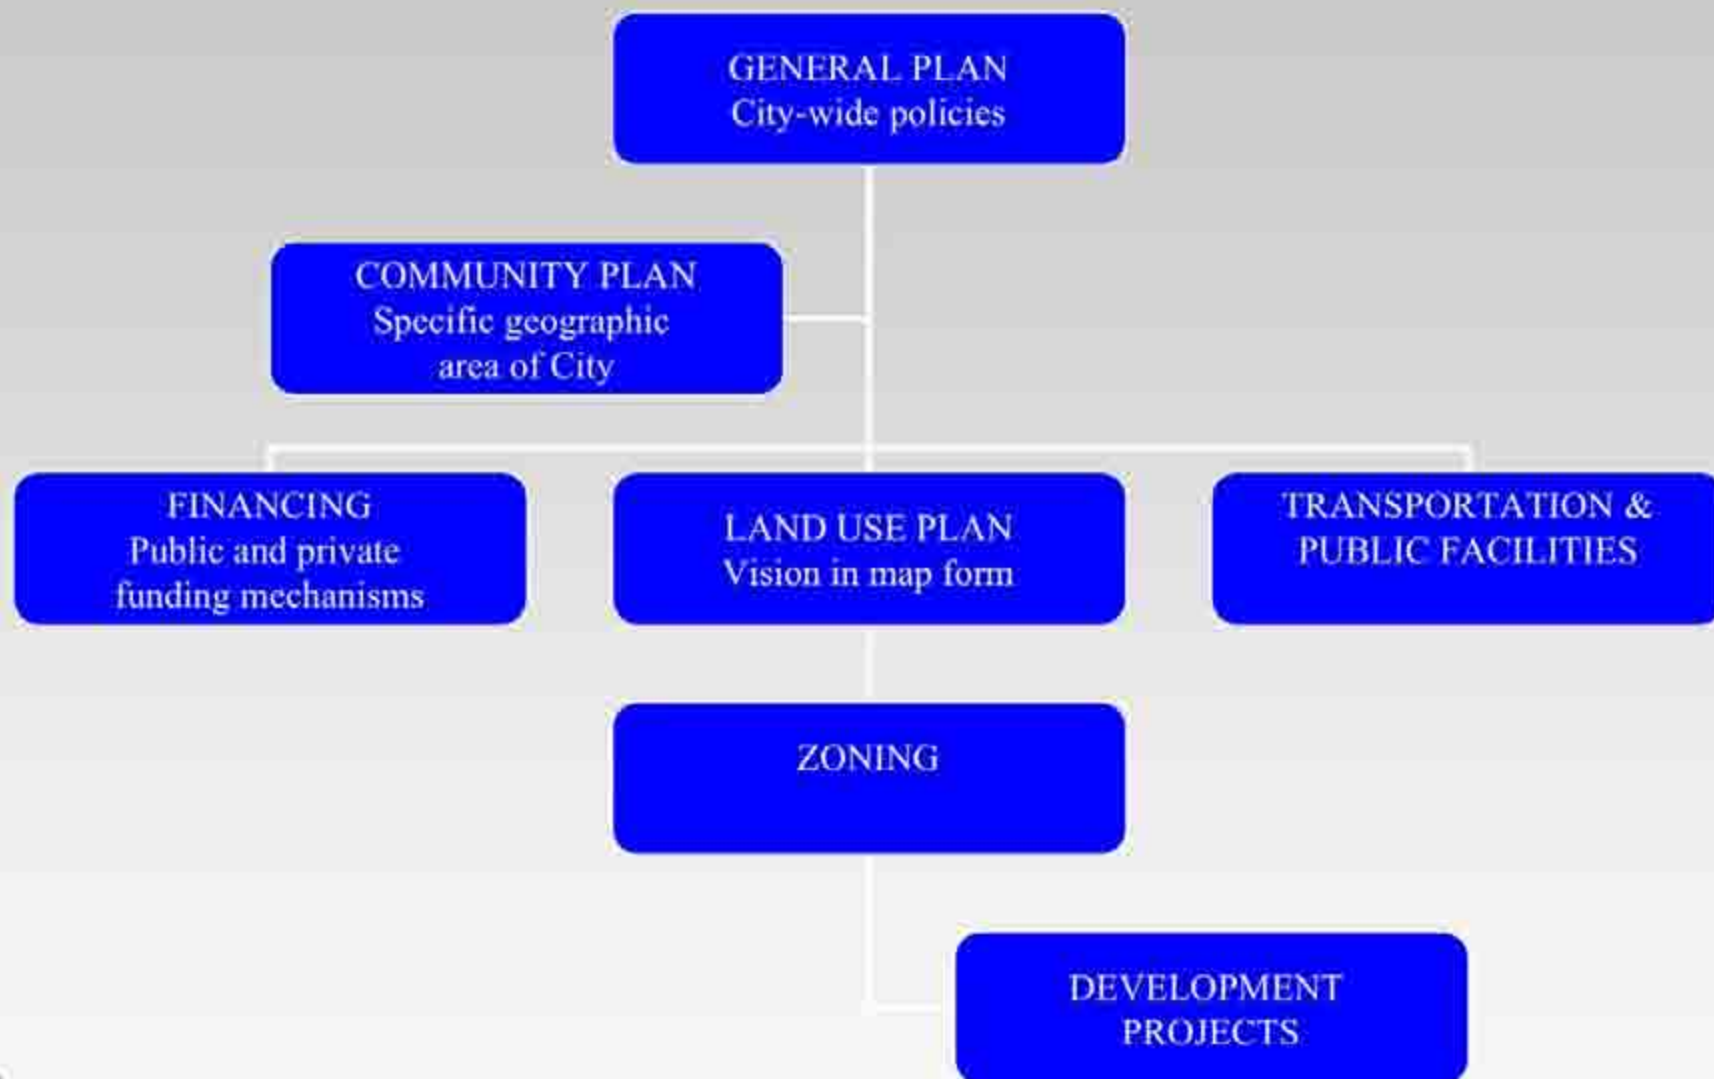 GENERAL PLAN
City-wide policies
COMMUNITY PLAN
Specific geographic
area of City
FINANCING
Public and private
funding mechanisms
LAND USE PLAN
Vision in map form
TRANSPORTATION &
PUBLIC FACILITIES
ZONING
DEVELOPMENT
PROJECTS